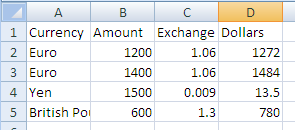 A B C D
1 Currency Amount Exchange Dollars
2 Euro 1200 1.06 1272
3 Euro 1400 1.06 1484
4 Yen 1500 0.009 13.5
5 British Pou 600 1.3 780